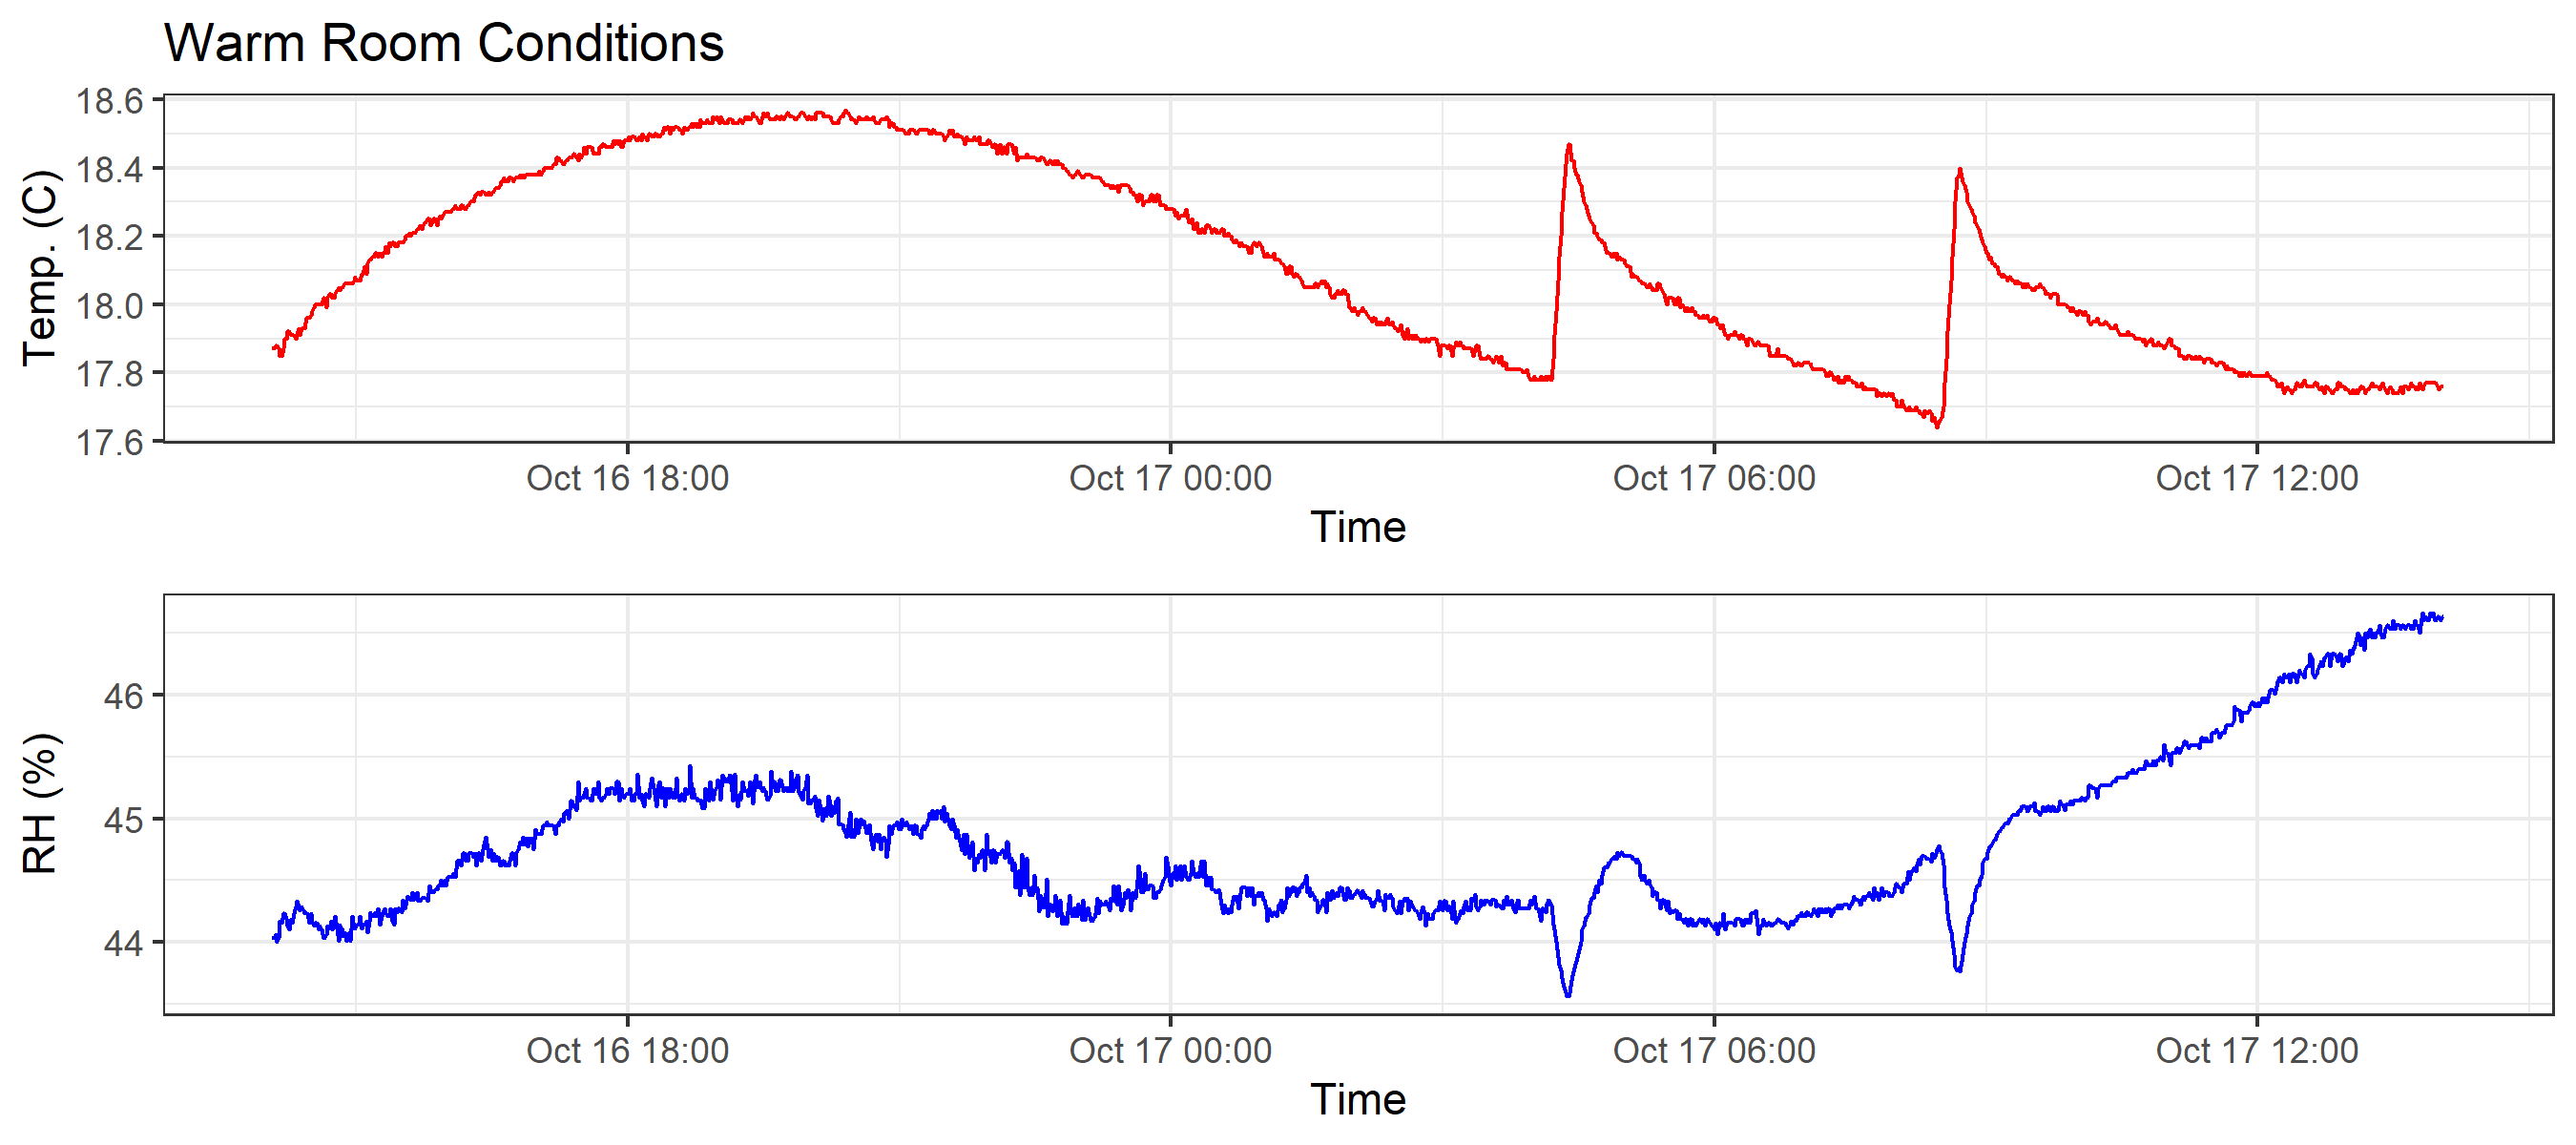 Warm Room Conditions
18.6
18.4
18.2
18.0
17.8
17.6
Temp. (C)
Oct 16 18:00 Oct 17 00:00 Oct 17 06:00 Oct 17 12:00
Time
46
45
44
RH (%)
Oct 16 18:00 Oct 17 00:00 Oct 17 06:00 Oct 17 12:00
Time